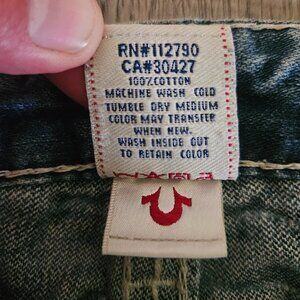 RN#112790
CA#30427
100%COTTON
MACHINE WASH COLD
TUMBLE DRY MEDIUM
COLOR MAY TRANSFER
WHEN NEW.
WASH INSIDE OUT
TO RETAIN COLOR